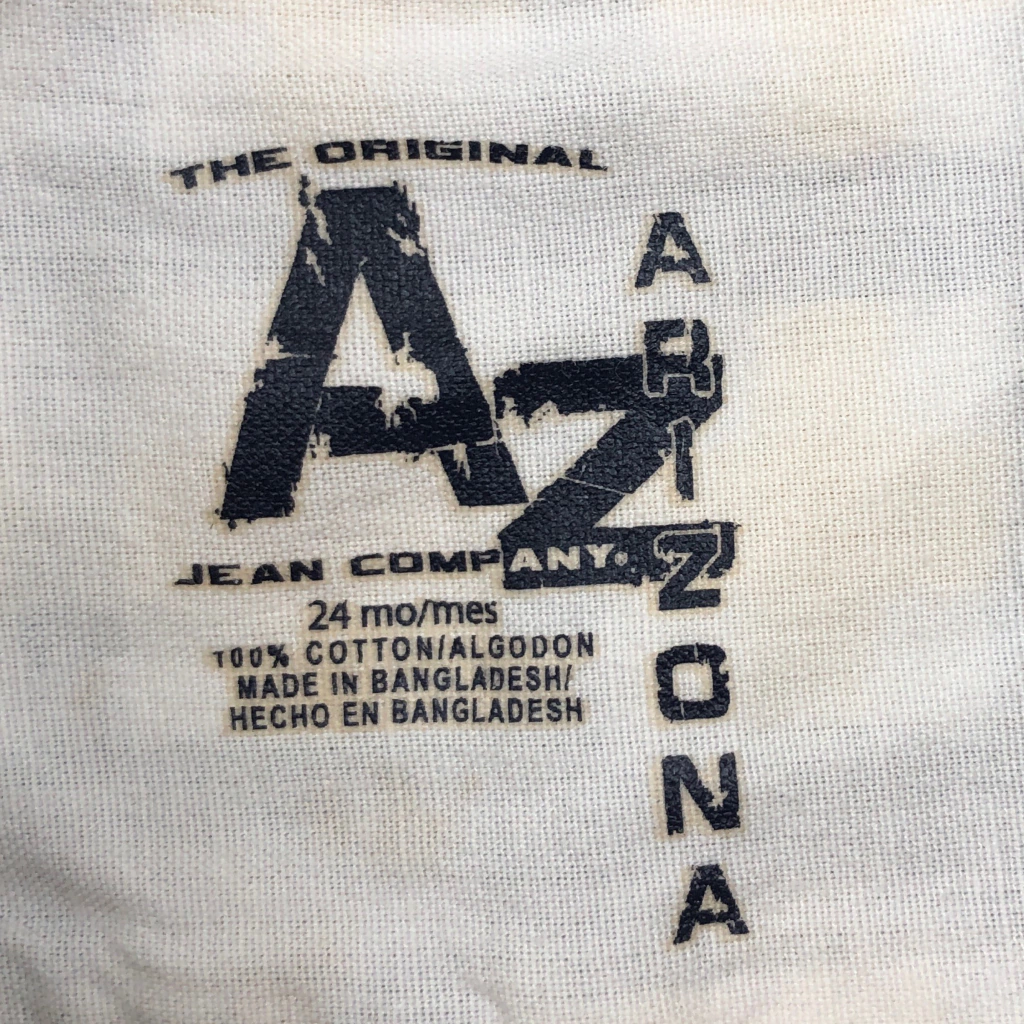 THE ORIGINAL
AZ
ARIZONA
JEAN COMPANY.
24 mo/mes
100% COTTON/ALGODON
MADE IN BANGLADESH/
HECHO EN BANGLADESH